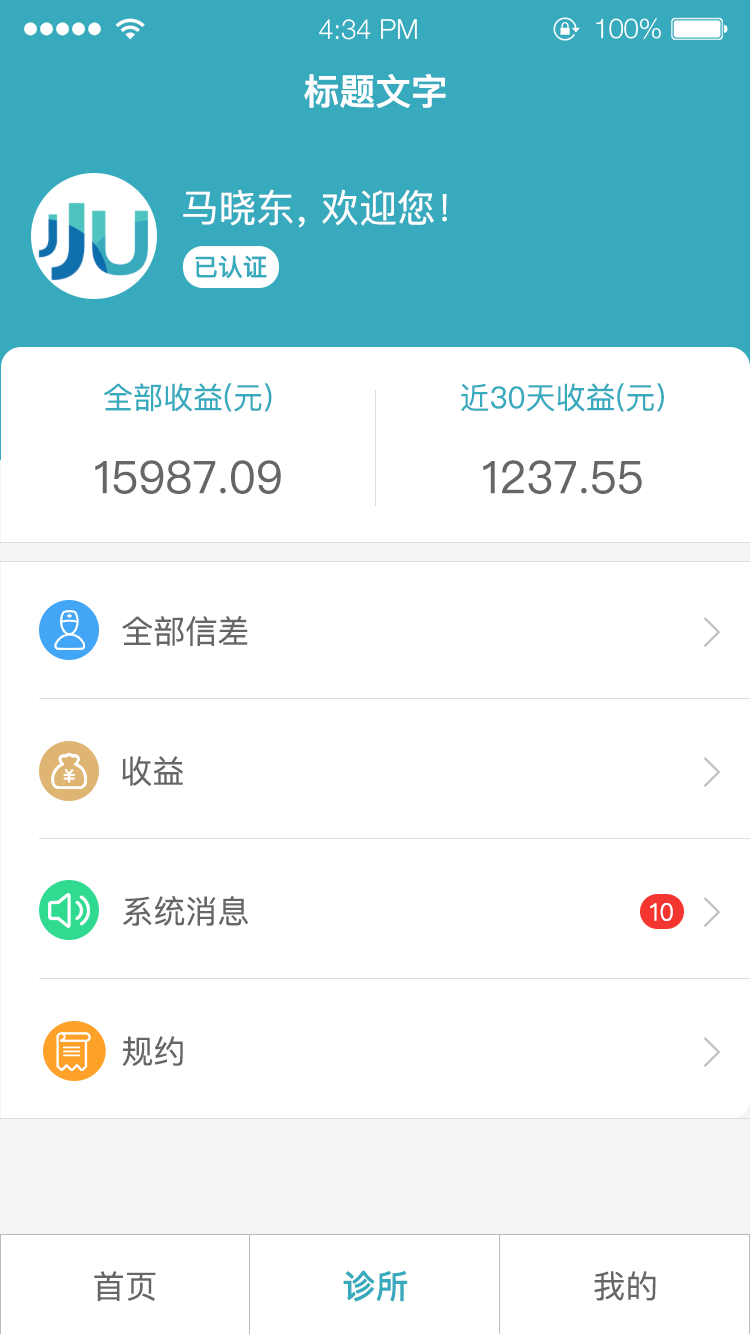 4:34 PM 100%
标题文字
JJU
马晓东, 欢迎您!
已认证
全部收益(元) 近30天收益(元)
15987.09 1237.55
全部信差
¥ 收益
系统消息 10
规约
首页 诊所 我的